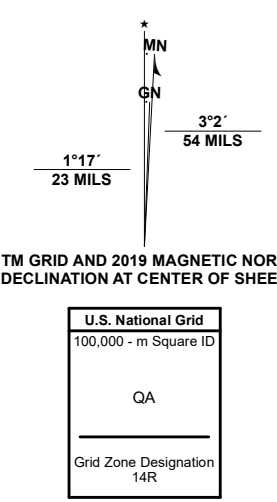 ★
MN
GN
3°2´
54 MILS
1°17´
23 MILS
TM GRID AND 2019 MAGNETIC NOR
DECLINATION AT CENTER OF SHEE
U.S. National Grid
100,000 - m Square ID
QA
Grid Zone Designation
14R